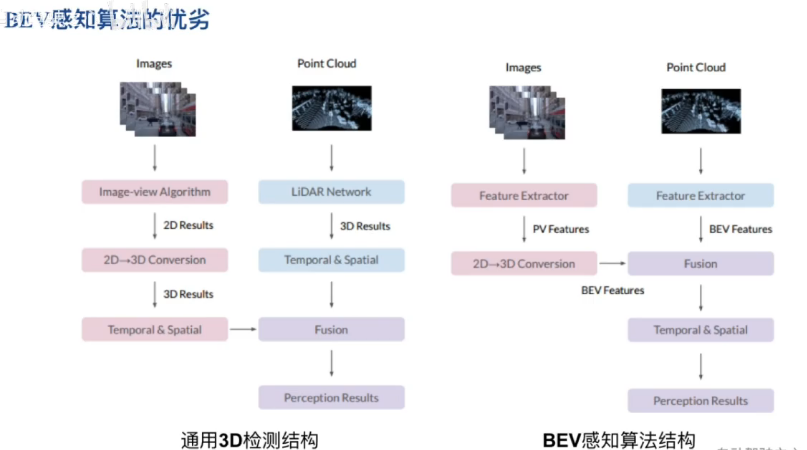 BEV感知算法的优劣
Images
Point Cloud
Image-view Algorithm
LiDAR Network
2D Results
3D Results
2D→3D Conversion
Temporal & Spatial
3D Results
Temporal & Spatial
Fusion
Perception Results
通用3D检测结构
Images
Point Cloud
Feature Extractor
Feature Extractor
PV Features
BEV Features
2D→3D Conversion
Fusion
BEV Features
Temporal & Spatial
Perception Results
BEV感知算法结构